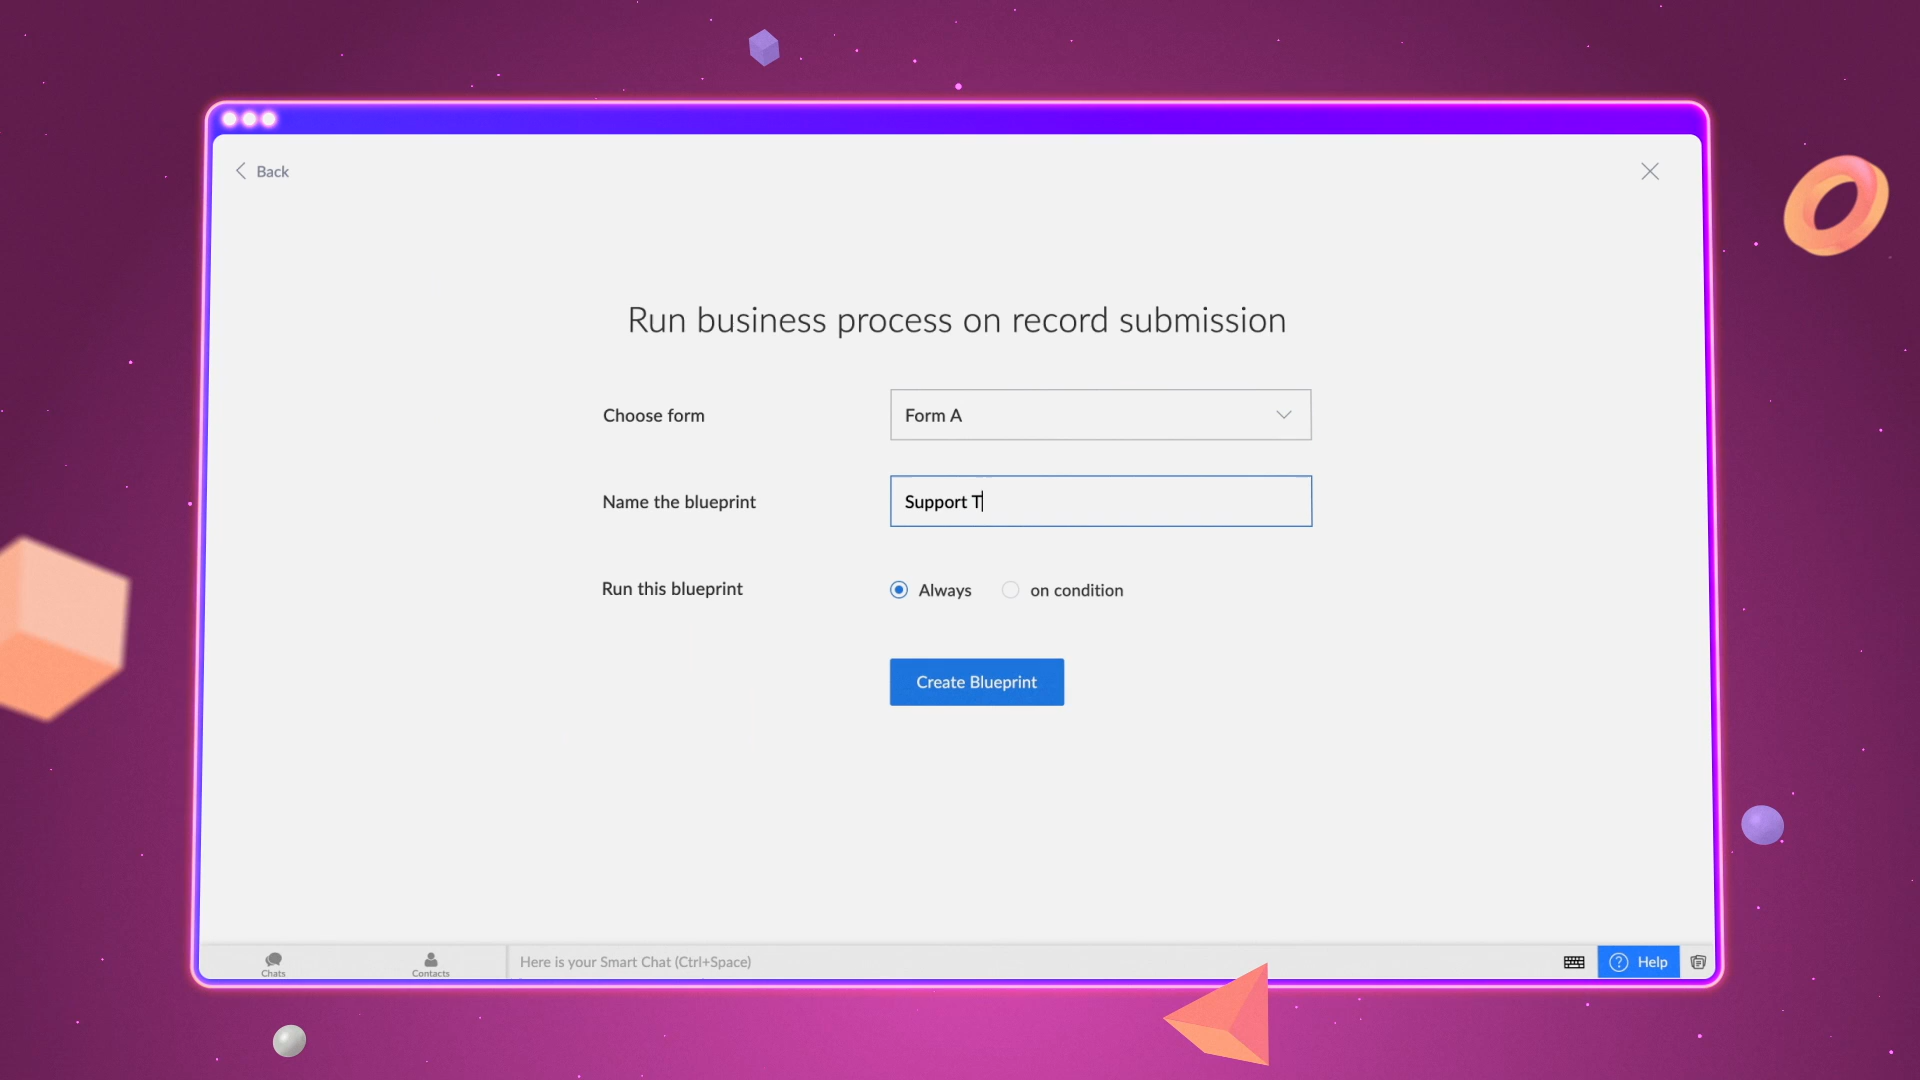 Back
Run business process on record submission
Choose form
Form A
Name the blueprint
Support T
Run this blueprint
Always
on condition
Create Blueprint
Chats
Contacts
Here is your Smart Chat (Ctrl+Space)
Help